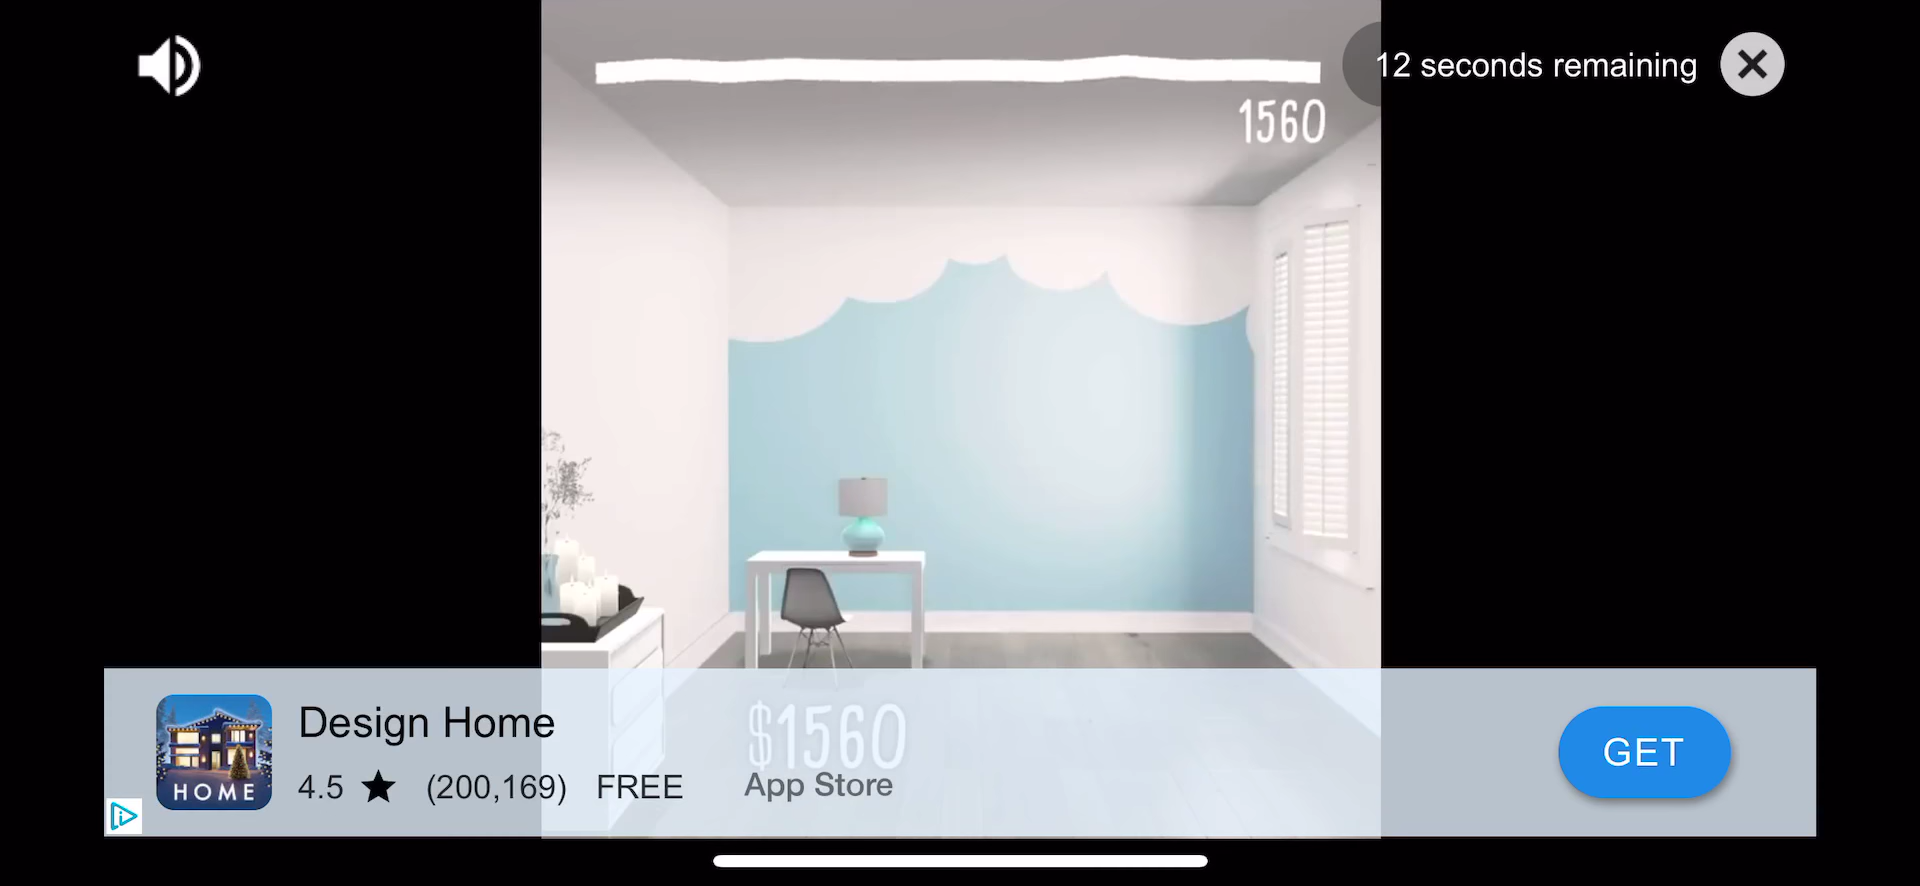 12 seconds remaining
1560
Design Home
$1560
4.5 ★ (200,169) FREE
App Store
GET
HOME